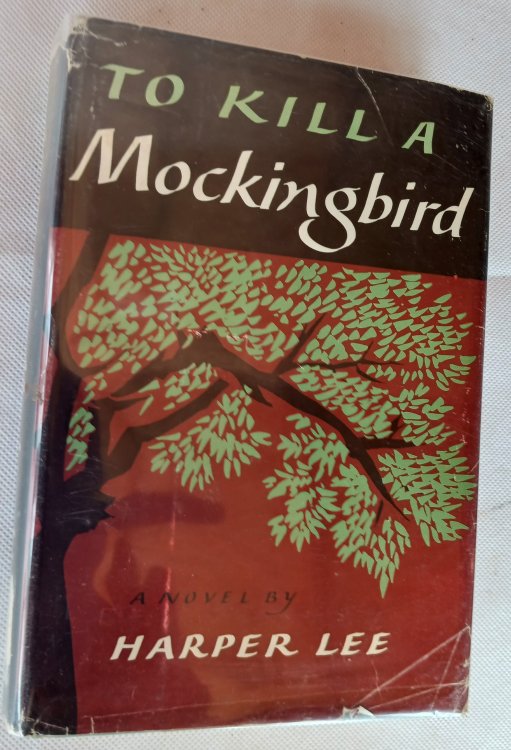 TO KILL A
Mockingbird
A NOVEL BY
HARPER LEE